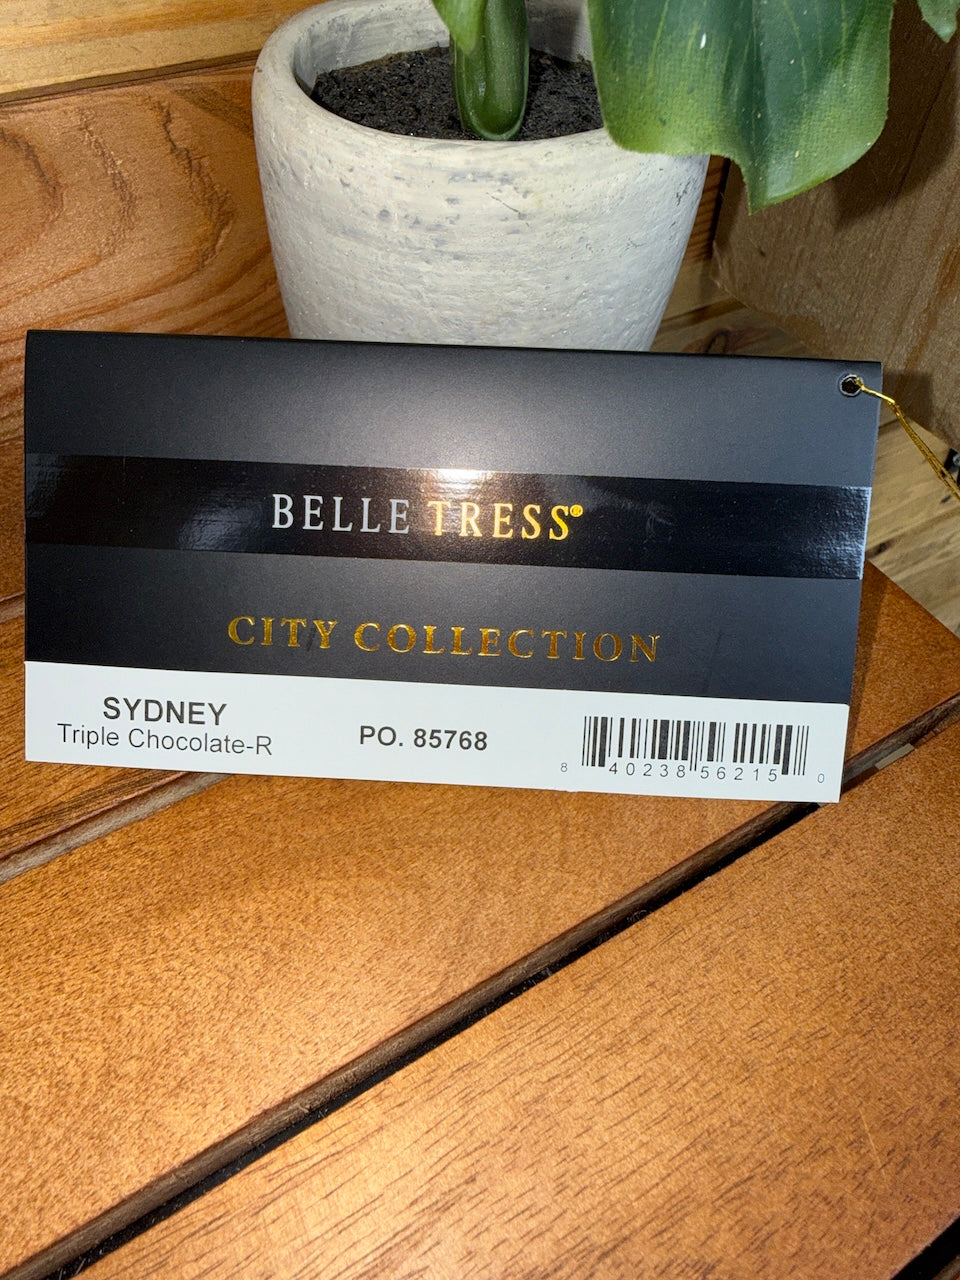 BELLE TRESS®
CITY COLLECTION
SYDNEY
Triple Chocolate-R
PO. 85768
8 40238 56215 0